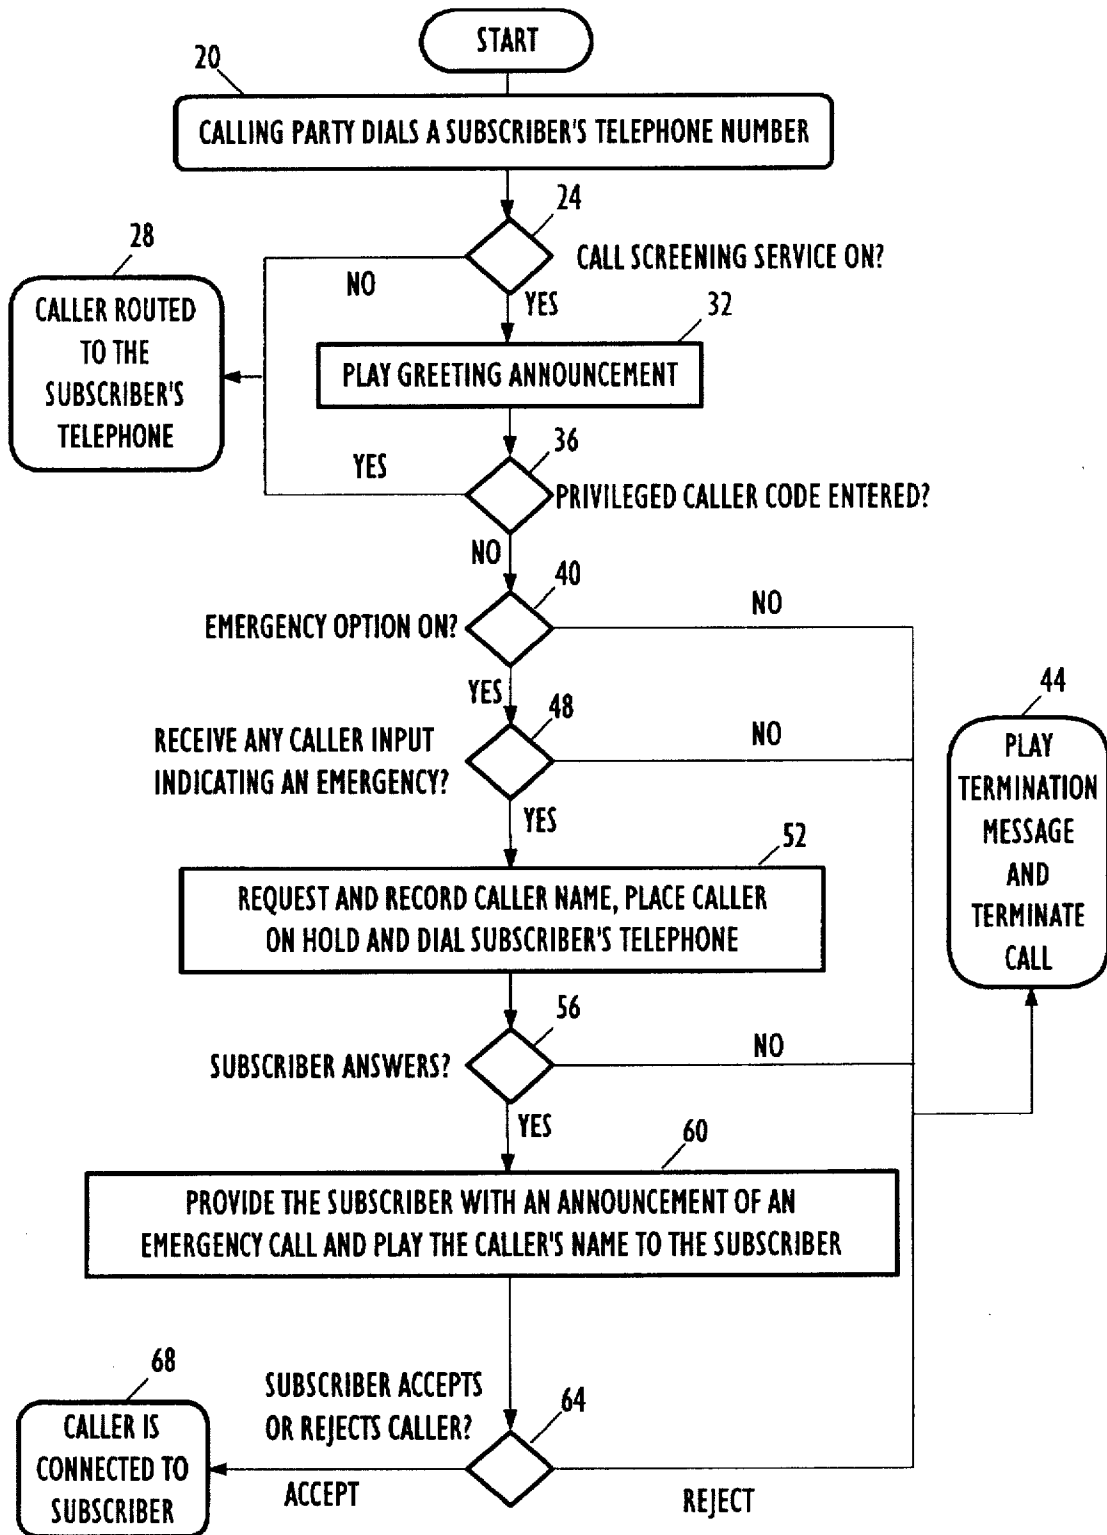 START
20
CALLING PARTY DIALS A SUBSCRIBER'S TELEPHONE NUMBER
24
CALL SCREENING SERVICE ON?
28
NO
YES
CALLER ROUTED
TO THE
SUBSCRIBER'S
TELEPHONE
32
PLAY GREETING ANNOUNCEMENT
36
YES
PRIVILEGED CALLER CODE ENTERED?
NO
40
NO
EMERGENCY OPTION ON?
YES
48
NO
RECEIVE ANY CALLER INPUT
INDICATING AN EMERGENCY?
YES
44
PLAY
TERMINATION
MESSAGE
AND
TERMINATE
CALL
52
REQUEST AND RECORD CALLER NAME, PLACE CALLER
ON HOLD AND DIAL SUBSCRIBER'S TELEPHONE
56
NO
SUBSCRIBER ANSWERS?
YES
60
PROVIDE THE SUBSCRIBER WITH AN ANNOUNCEMENT OF AN
EMERGENCY CALL AND PLAY THE CALLER'S NAME TO THE SUBSCRIBER
SUBSCRIBER ACCEPTS
OR REJECTS CALLER?
64
68
CALLER IS
CONNECTED TO
SUBSCRIBER
ACCEPT
REJECT